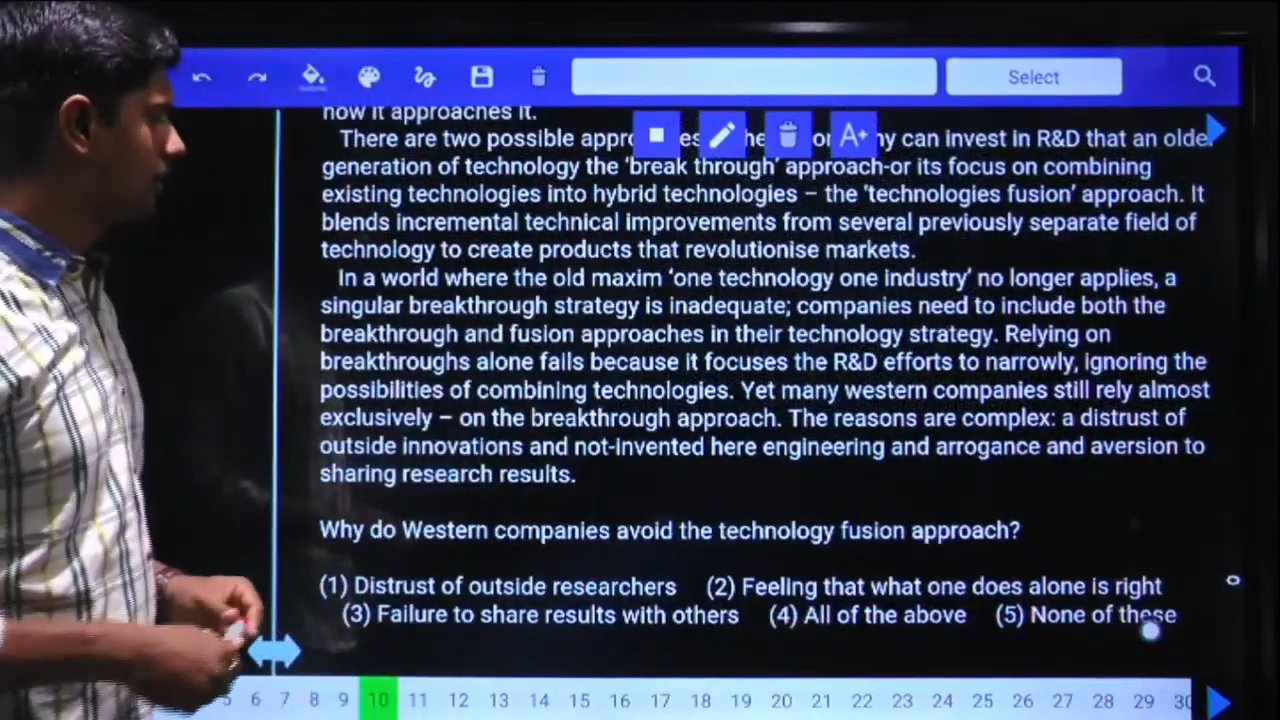 Select
A+
how it approaches it.
There are two possible appro es he on ny can invest in R&D that an older
generation of technology the ‘break through’ approach-or its focus on combining
existing technologies into hybrid technologies – the ‘technologies fusion’ approach. It
blends incremental technical improvements from several previously separate field of
technology to create products that revolutionise markets.
In a world where the old maxim ‘one technology one industry’ no longer applies, a
singular breakthrough strategy is inadequate; companies need to include both the
breakthrough and fusion approaches in their technology strategy. Relying on
breakthroughs alone fails because it focuses the R&D efforts to narrowly, ignoring the
possibilities of combining technologies. Yet many western companies still rely almost
exclusively – on the breakthrough approach. The reasons are complex: a distrust of
outside innovations and not-invented here engineering and arrogance and aversion to
sharing research results.
Why do Western companies avoid the technology fusion approach?
(1) Distrust of outside researchers (2) Feeling that what one does alone is right
(3) Failure to share results with others (4) All of the above (5) None of these
5 6 7 8 9 10 11 12 13 14 15 16 17 18 19 20 21 22 23 24 25 26 27 28 29 30